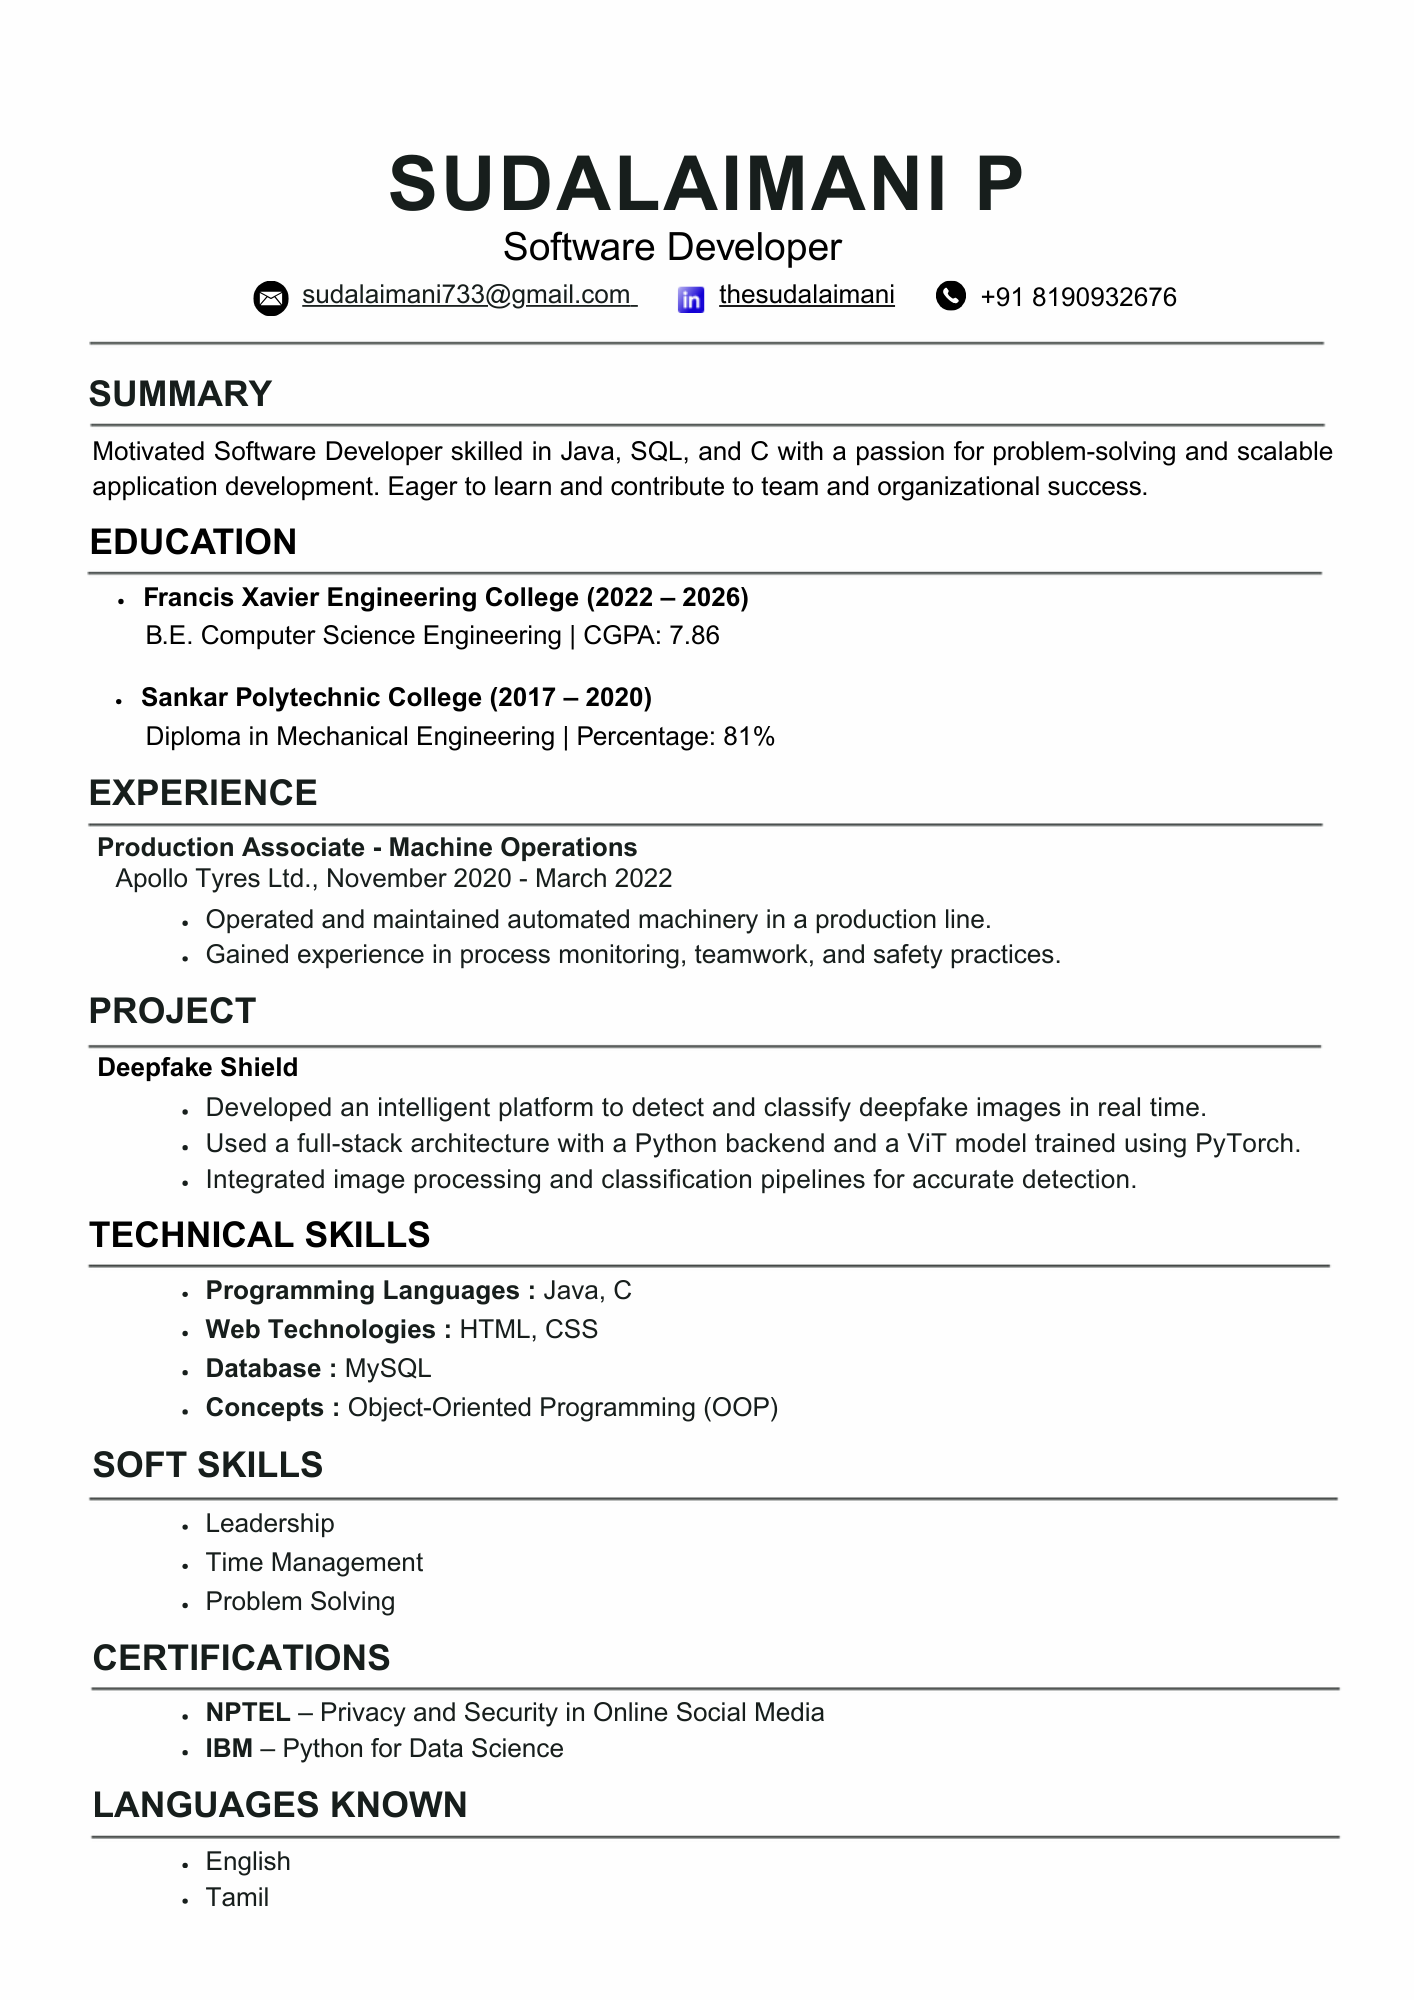 SUDALAIMANI P
Software Developer
sudalaimani733@gmail.com in thesudalaimani +91 8190932676
SUMMARY
Motivated Software Developer skilled in Java, SQL, and C with a passion for problem-solving and scalable
application development. Eager to learn and contribute to team and organizational success.
EDUCATION
• Francis Xavier Engineering College (2022 – 2026)
B.E. Computer Science Engineering | CGPA: 7.86
• Sankar Polytechnic College (2017 – 2020)
Diploma in Mechanical Engineering | Percentage: 81%
EXPERIENCE
Production Associate - Machine Operations
Apollo Tyres Ltd., November 2020 - March 2022
• Operated and maintained automated machinery in a production line.
• Gained experience in process monitoring, teamwork, and safety practices.
PROJECT
Deepfake Shield
• Developed an intelligent platform to detect and classify deepfake images in real time.
• Used a full-stack architecture with a Python backend and a ViT model trained using PyTorch.
• Integrated image processing and classification pipelines for accurate detection.
TECHNICAL SKILLS
• Programming Languages : Java, C
• Web Technologies : HTML, CSS
• Database : MySQL
• Concepts : Object-Oriented Programming (OOP)
SOFT SKILLS
• Leadership
• Time Management
• Problem Solving
CERTIFICATIONS
• NPTEL – Privacy and Security in Online Social Media
• IBM – Python for Data Science
LANGUAGES KNOWN
• English
• Tamil